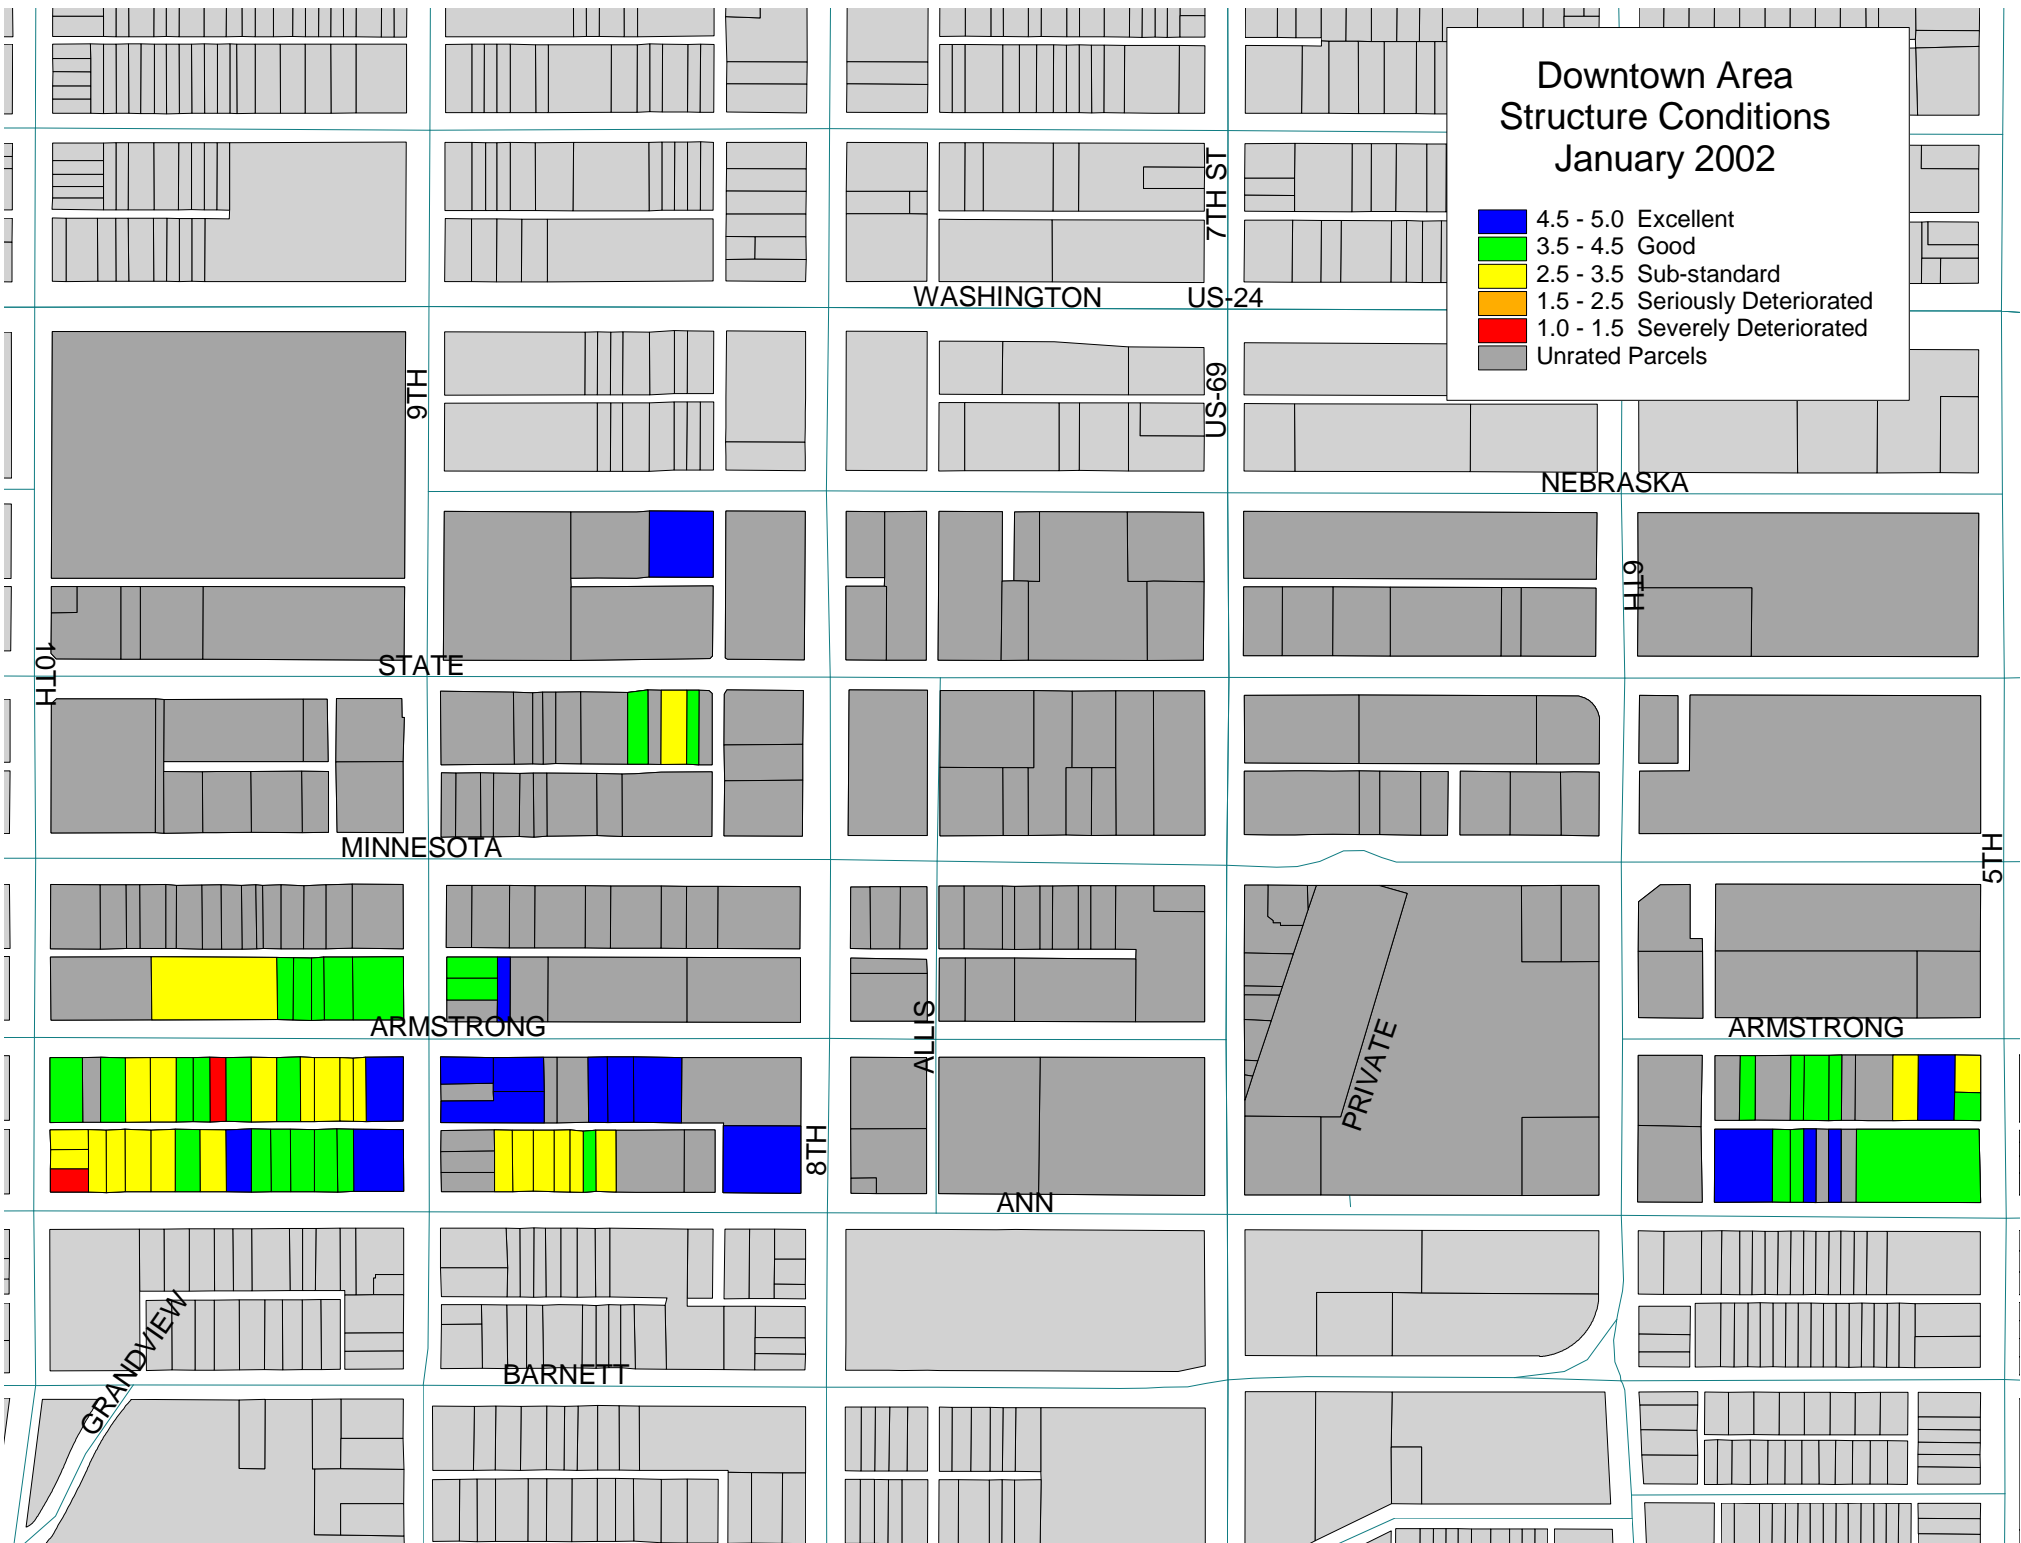 Downtown Area
Structure Conditions
January 2002
4.5 - 5.0 Excellent
3.5 - 4.5 Good
2.5 - 3.5 Sub-standard
1.5 - 2.5 Seriously Deteriorated
1.0 - 1.5 Severely Deteriorated
Unrated Parcels
7TH ST
WASHINGTON
US-24
9TH
US-69
NEBRASKA
6TH
10TH
STATE
MINNESOTA
5TH
ARMSTRONG
ALLIS
PRIVATE
ARMSTRONG
8TH
ANN
GRANDVIEW
BARNETT